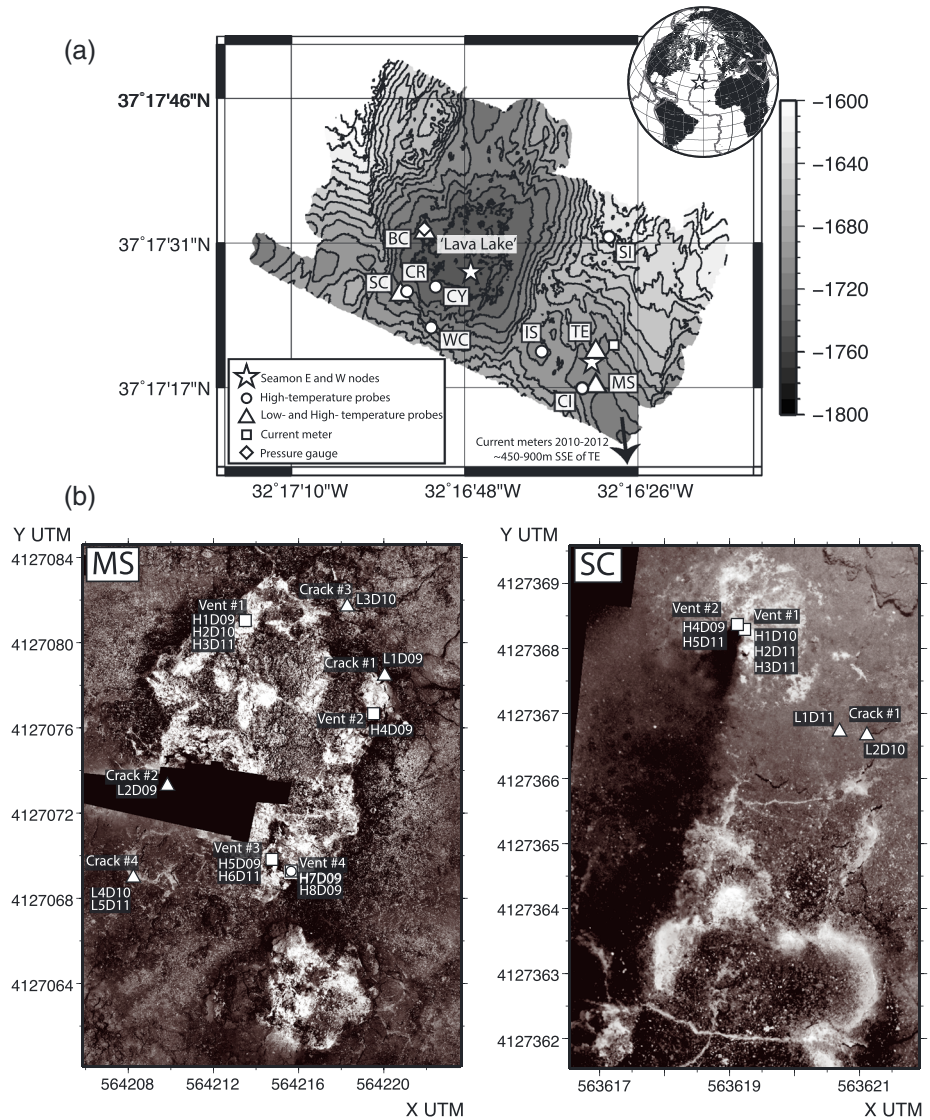 (a)
37°17'46"N
37°17'31"N
37°17'17"N
32°17'10"W
32°16'48"W
32°16'26"W
−1600
−1640
−1680
−1720
−1760
−1800
BC
'Lava Lake'
SI
SC
CR
CY
WC
IS
TE
MS
CI
Seamon E and W nodes
High-temperature probes
Low- and High- temperature probes
Current meter
Pressure gauge
Current meters 2010-2012
~450-900m SSE of TE
(b)
Y UTM
MS
4127084
4127080
4127076
4127072
4127068
4127064
564208
564212
564216
564220
X UTM
Vent #1
H1D09
H2D10
H3D11
Crack #3
L3D10
Crack #1
L1D09
Vent #2
H4D09
Crack #2
L2D09
Vent #3
H5D09
H6D11
Vent #4
H7D09
H8D09
Crack #4
L4D10
L5D11
Y UTM
SC
4127369
4127368
4127367
4127366
4127365
4127364
4127363
4127362
563617
563619
563621
X UTM
Vent #2
H4D09
H5D11
Vent #1
H1D10
H2D11
H3D11
L1D11
Crack #1
L2D10